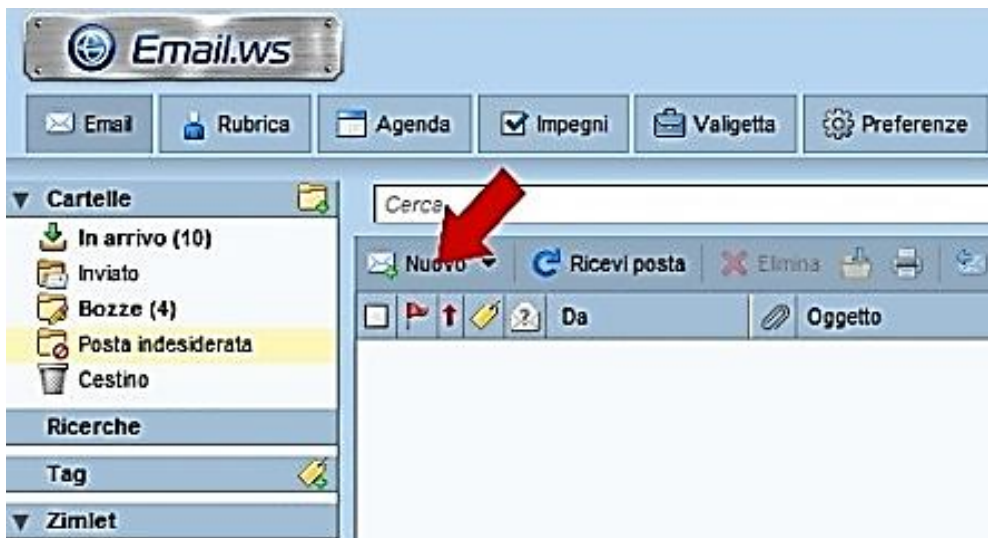 Email.ws
Email Rubrica Agenda Impegni Valigetta Preferenze
Cartelle
Cerca
In arrivo (10)
Nuovo Ricevi posta Elimina
Inviato
Bozze (4)
Da Oggetto
Posta indesiderata
Cestino
Ricerche
Tag
Zimlet